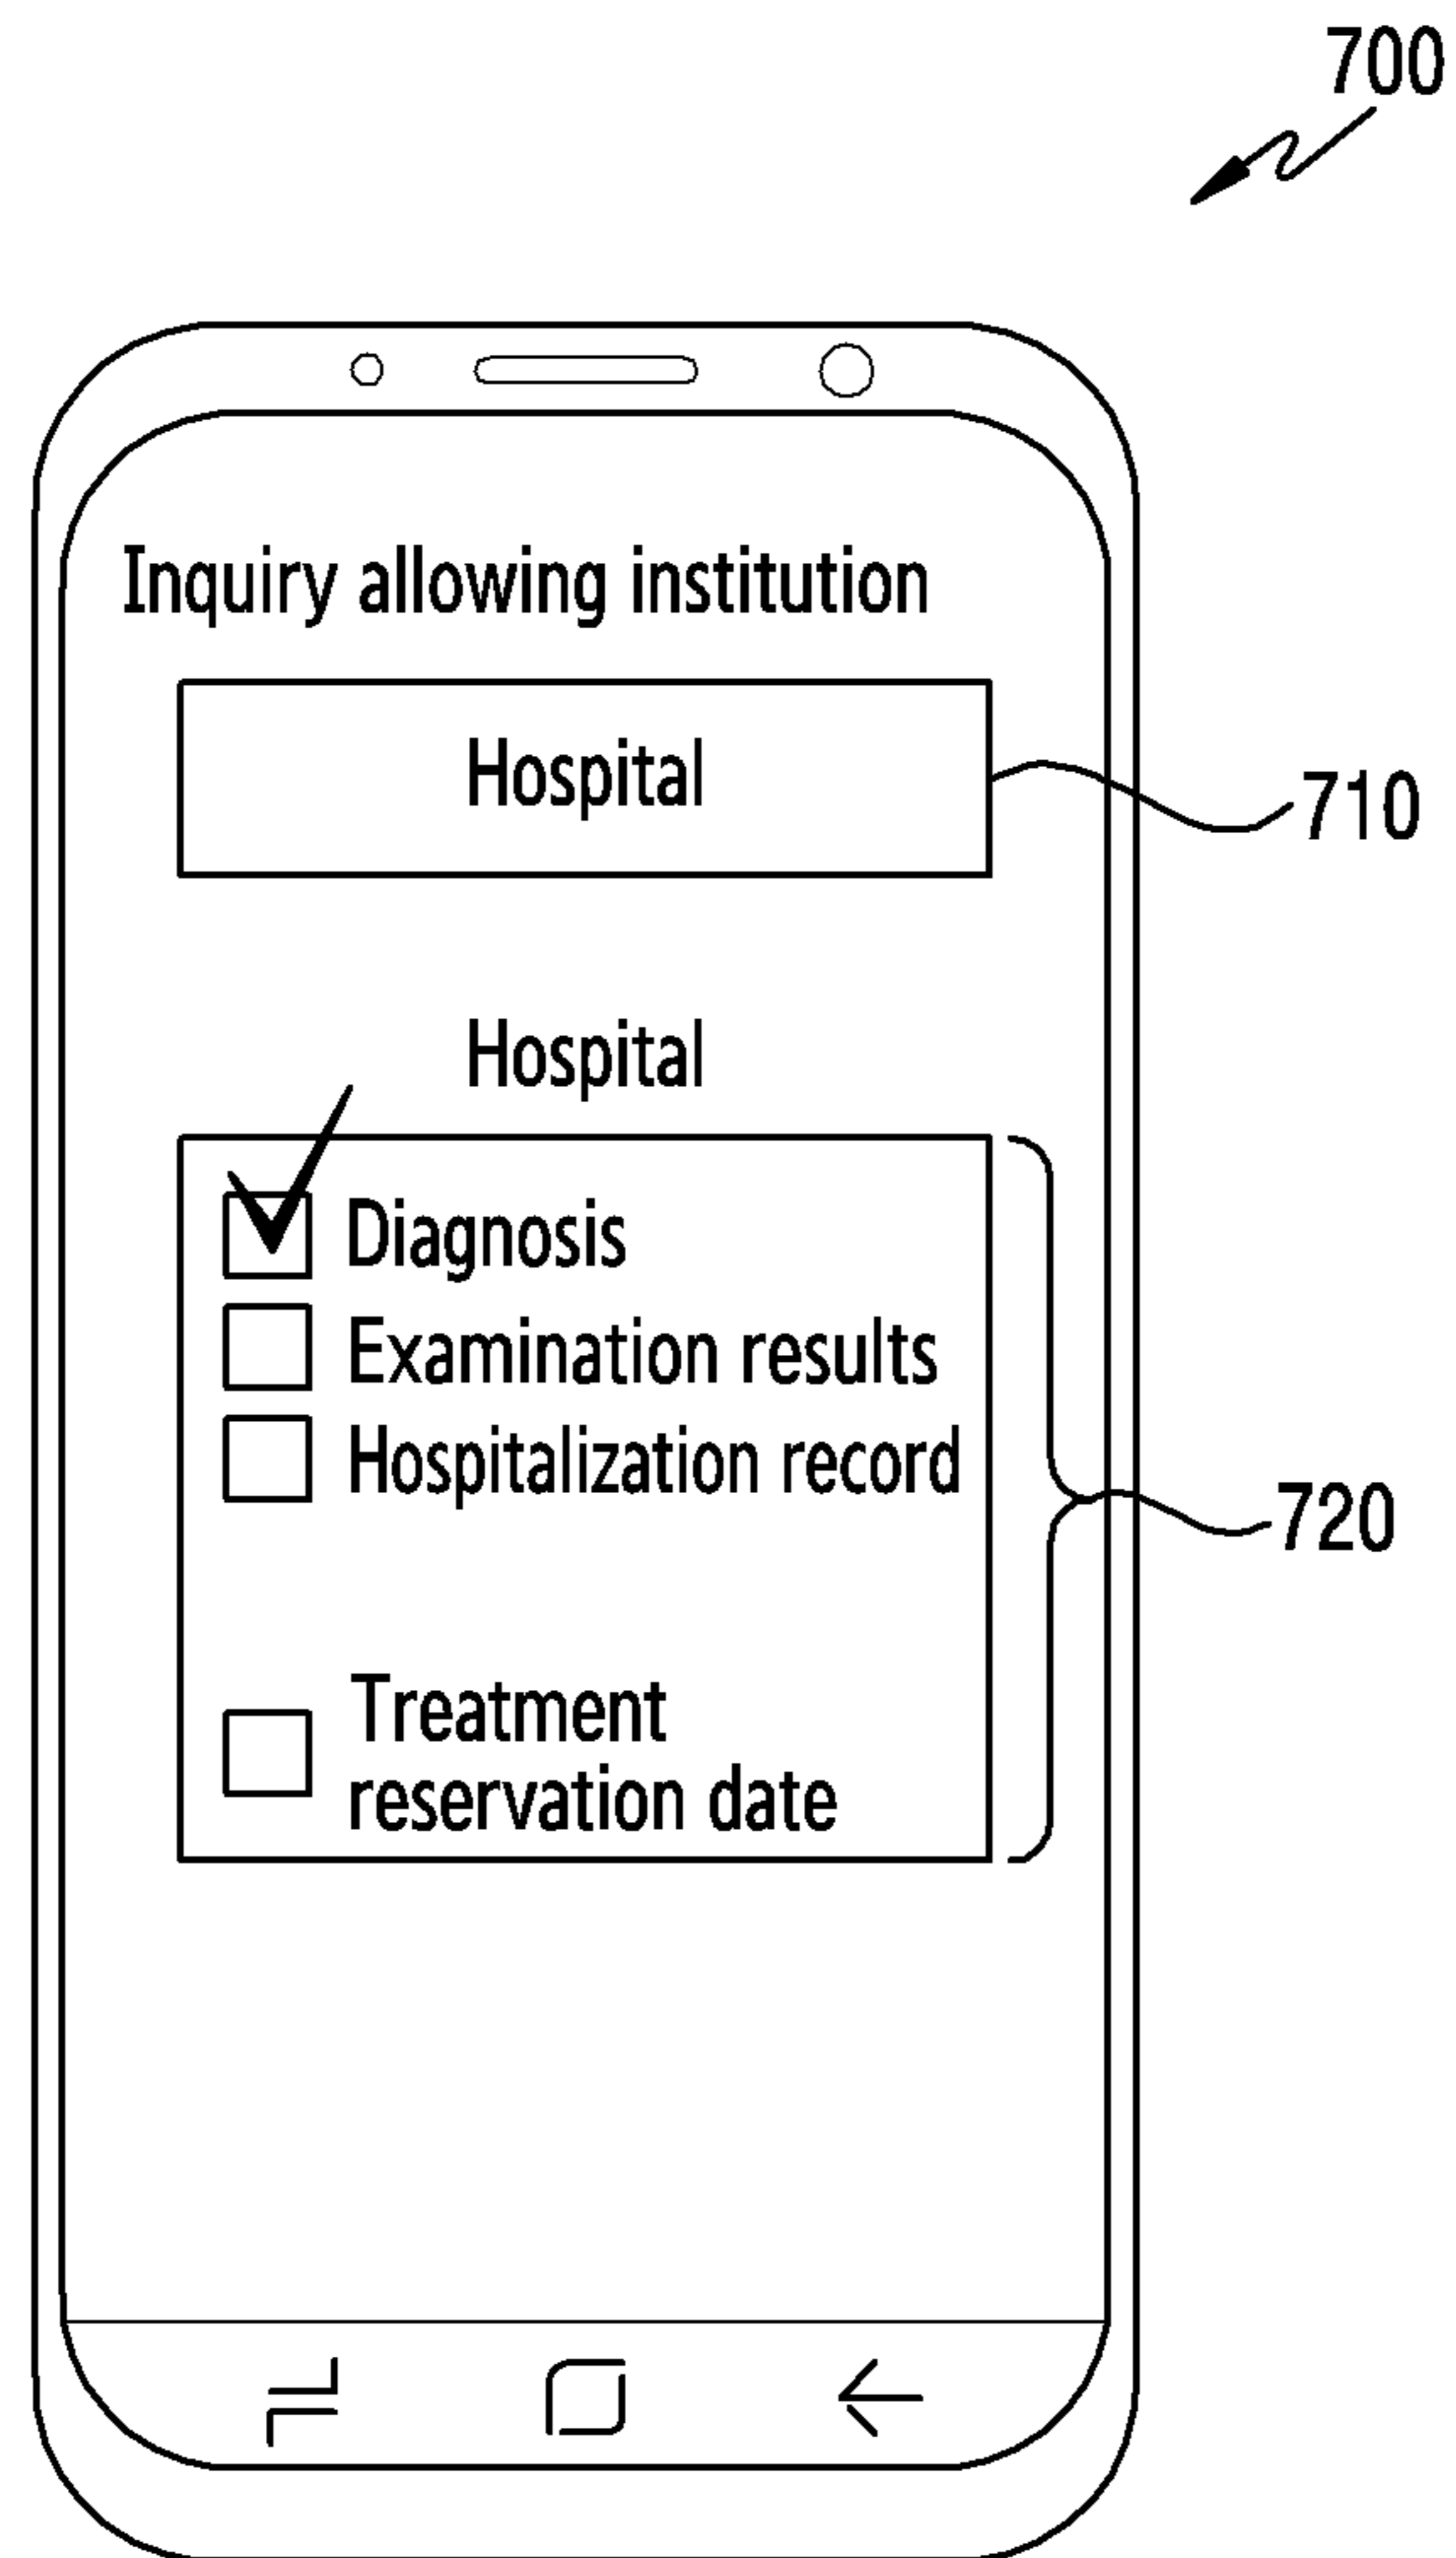 700
Inquiry allowing institution
Hospital
710
Hospital
Diagnosis
Examination results
Hospitalization record
720
Treatment
reservation date